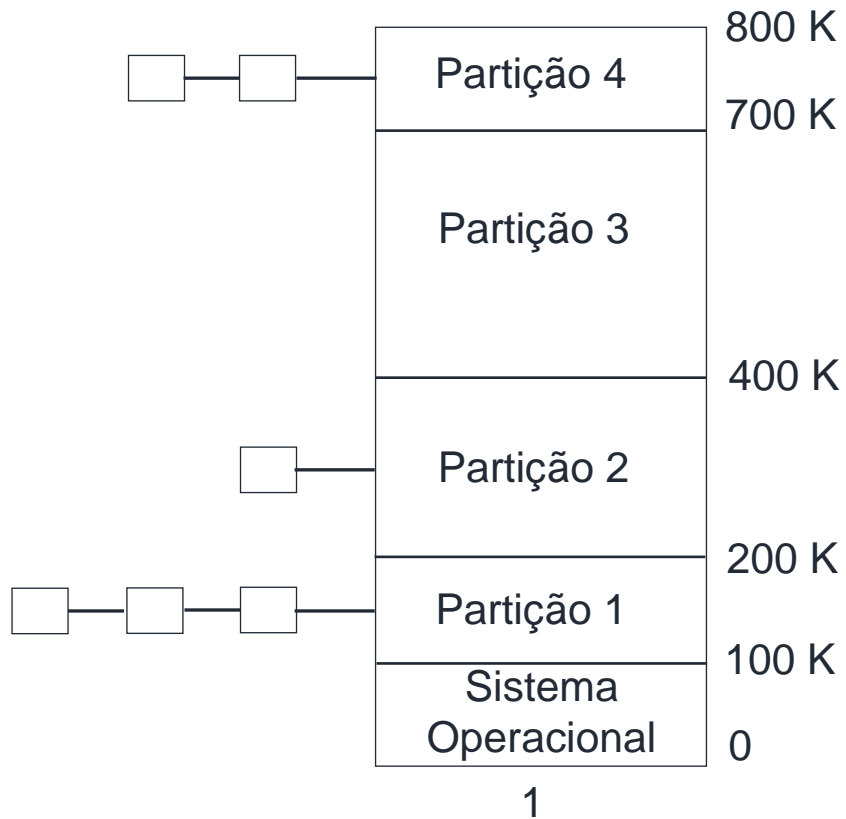 800 K
Partição 4
700 K
Partição 3
400 K
Partição 2
200 K
Partição 1
100 K
Sistema
Operacional
0
1